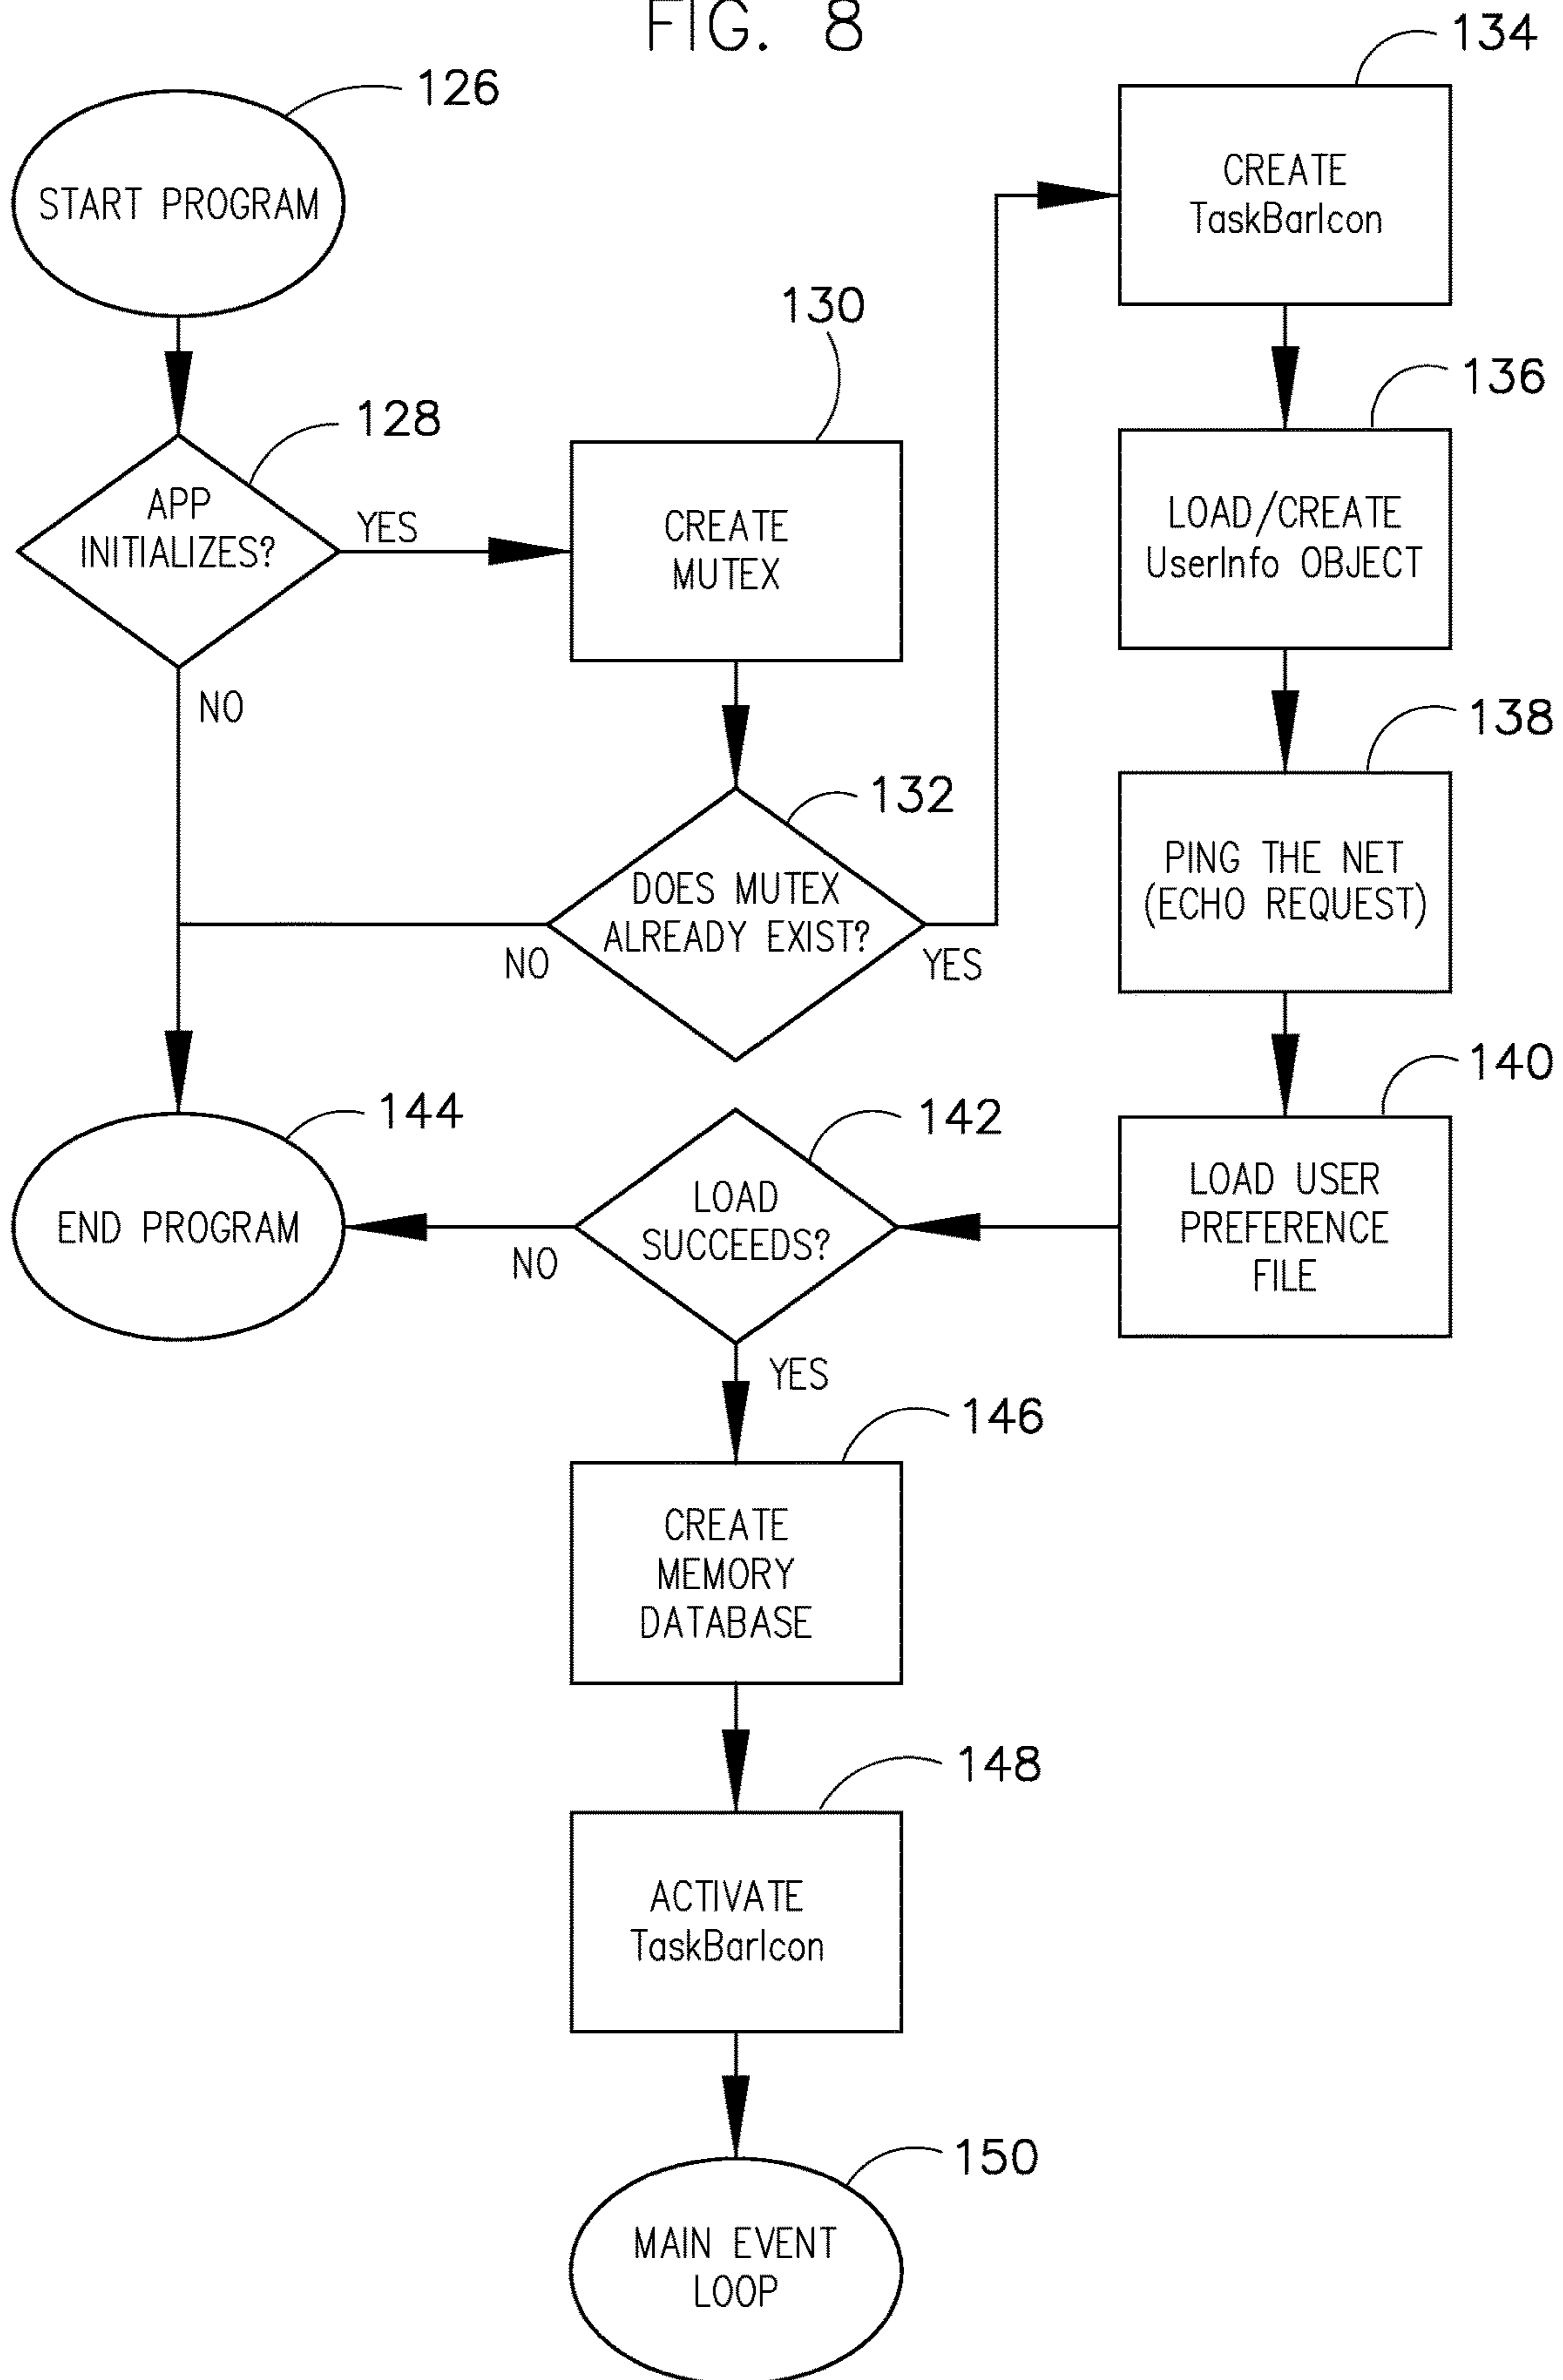 FIG. 8
126
START PROGRAM
128
APP
INITIALIZES?
YES
NO
130
CREATE
MUTEX
132
DOES MUTEX
ALREADY EXIST?
NO
YES
134
CREATE
TaskBarIcon
136
LOAD/CREATE
UserInfo OBJECT
138
PING THE NET
(ECHO REQUEST)
140
LOAD USER
PREFERENCE
FILE
142
LOAD
SUCCEEDS?
NO
YES
144
END PROGRAM
146
CREATE
MEMORY
DATABASE
148
ACTIVATE
TaskBarIcon
150
MAIN EVENT
LOOP